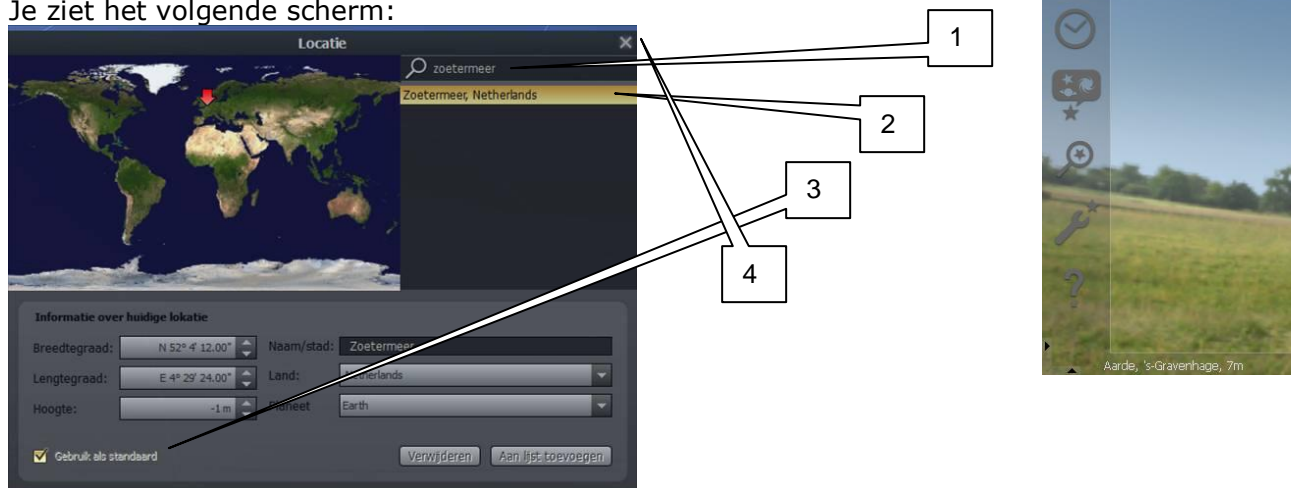 Je ziet het volgende scherm:
Locatie
zoetermeer
Zoetermeer, Netherlands
1
2
3
4
Informatie over huidige lokatie
Breedtegraad: N 52° 4' 12.00" Naam/stad: Zoetermeer
Lengtegraad: E 4° 29' 24.00" Land: Netherlands
Hoogte: -1 m Planeet Earth
Gebruik als standaard Verwijderen Aan lijst toevoegen
Aarde, 's-Gravenhage, 7m